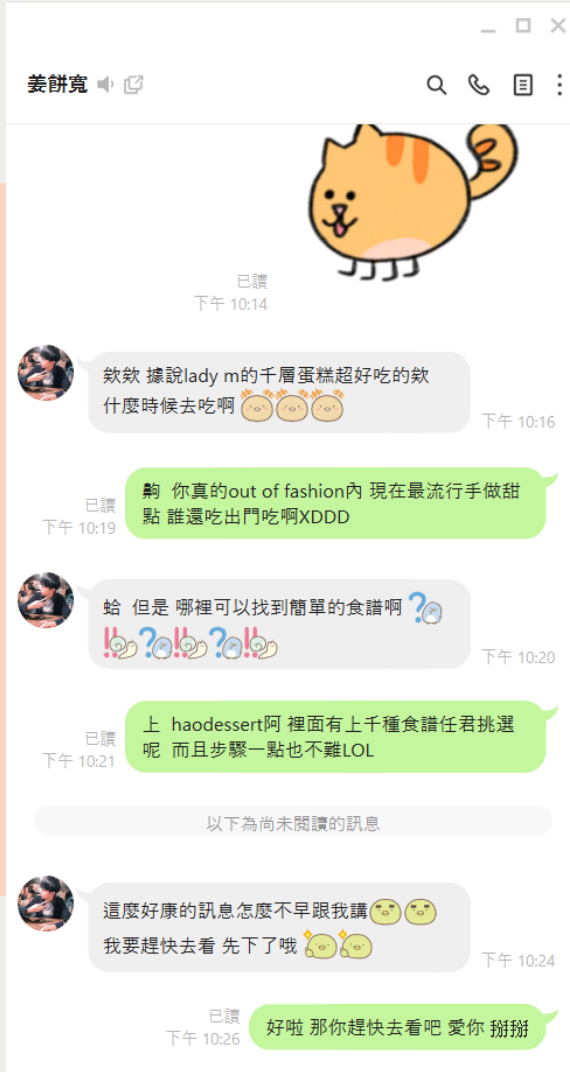 姜餅寬
已讀
下午 10:14
欸欸 據說lady m的千層蛋糕超好吃的欸
什麼時候去吃啊
下午 10:16
已讀
下午 10:19
齁 你真的out of fashion內 現在最流行手做甜
點 誰還吃出門吃啊XDDD
蛤 但是 哪裡可以找到簡單的食譜啊
下午 10:20
已讀
下午 10:21
上 haodessert阿 裡面有上千種食譜任君挑選
呢 而且步驟一點也不難LOL
以下為尚未閱讀的訊息
這麼好康的訊息怎麼不早跟我講
我要趕快去看 先下了哦
下午 10:24
已讀
下午 10:26
好啦 那你趕快去看吧 愛你 掰掰